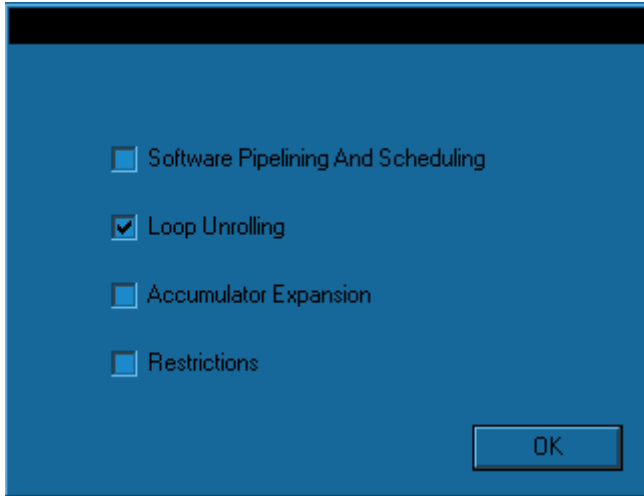 Software Pipelining And Scheduling
Loop Unrolling
Accumulator Expansion
Restrictions
OK